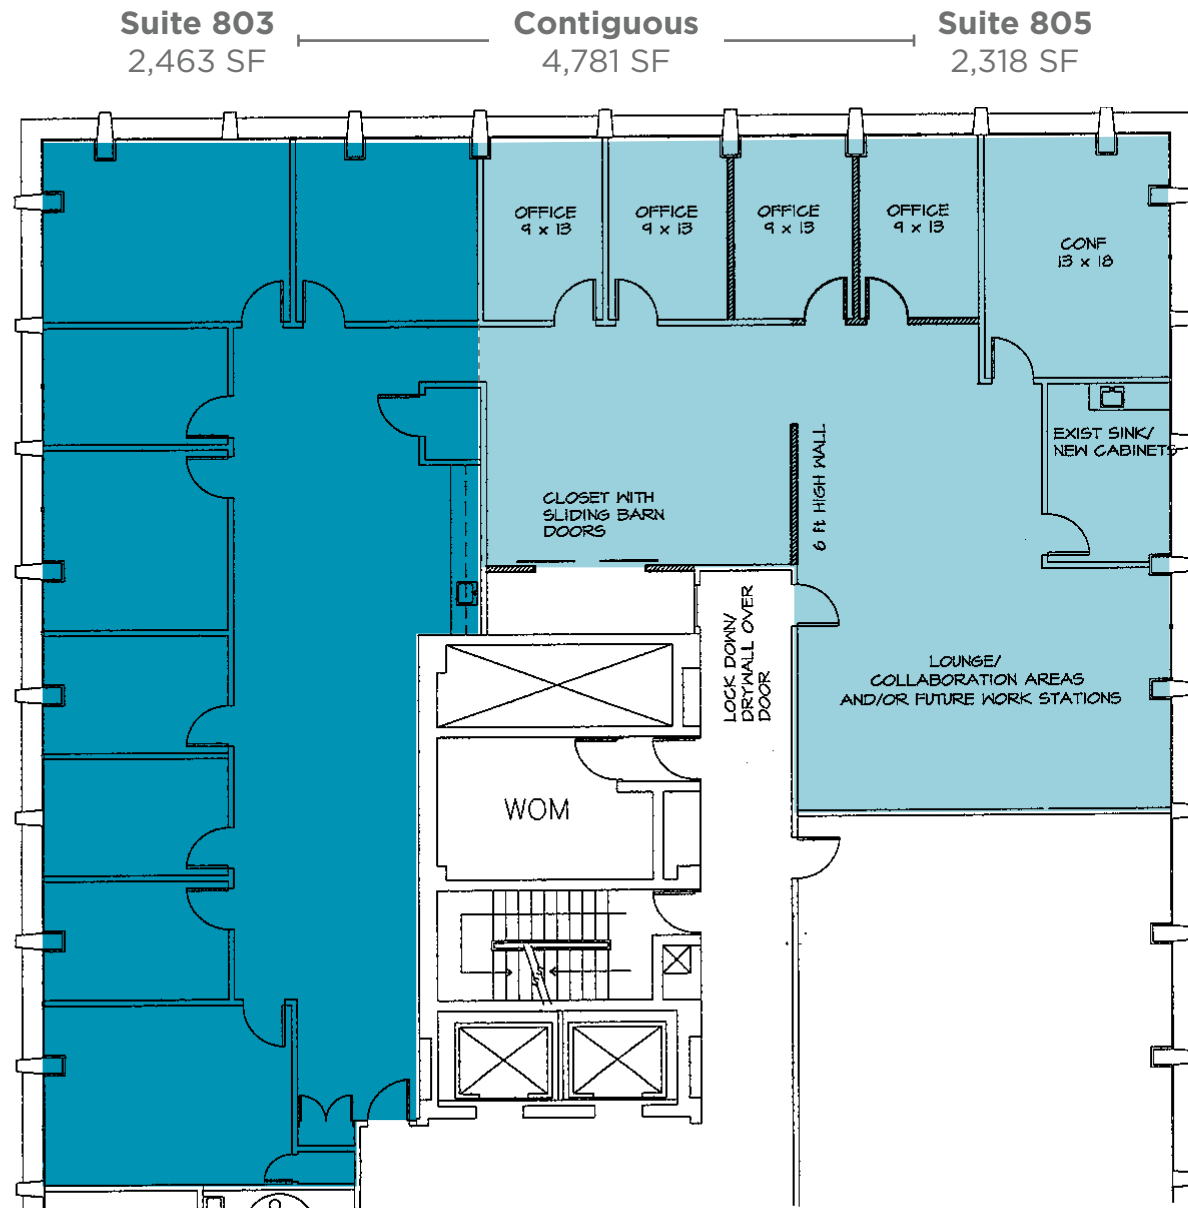 Suite 803
2,463 SF
Contiguous
4,781 SF
Suite 805
2,318 SF
OFFICE
9 x 13
OFFICE
9 x 13
OFFICE
9 x 13
OFFICE
9 x 13
CONF
13 x 18
EXIST SINK/
NEW CABINETS
6 ft HIGH WALL
CLOSET WITH
SLIDING BARN
DOORS
LOCK DOWN/
DRYWALL OVER
DOOR
LOUNGE/
COLLABORATION AREAS
AND/OR FUTURE WORK STATIONS
WOM